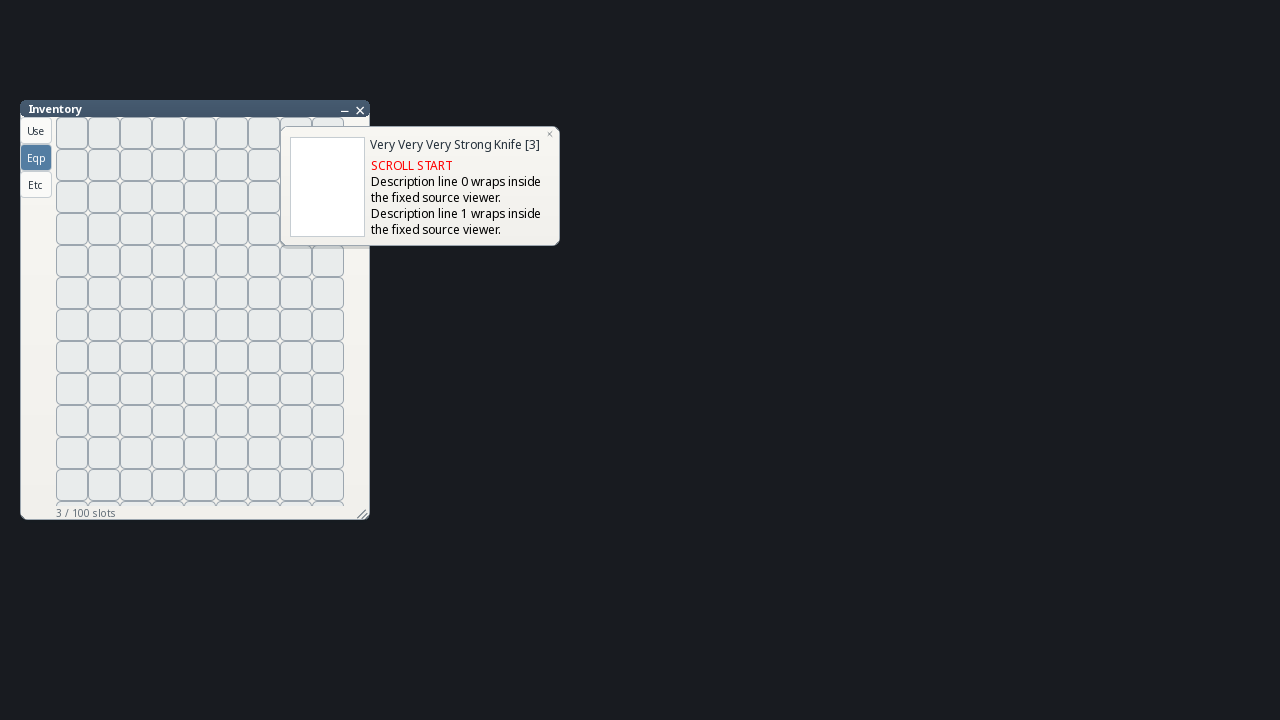 Inventory
Use
Eqp
Etc
Very Very Very Strong Knife [3]
SCROLL START
Description line 0 wraps inside
the fixed source viewer.
Description line 1 wraps inside
the fixed source viewer.
3 / 100 slots